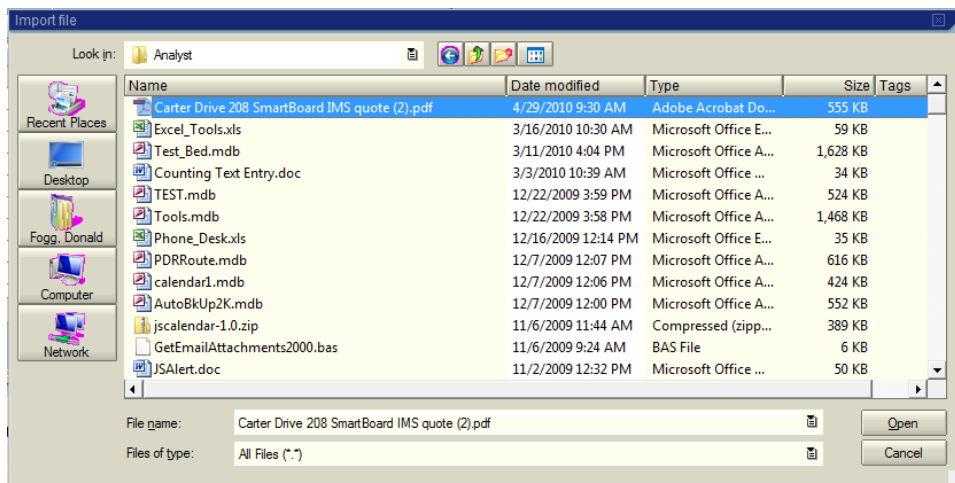 Import file
Look in: Analyst
Name Date modified Type Size Tags
Carter Drive 208 SmartBoard IMS quote (2).pdf 4/29/2010 9:30 AM Adobe Acrobat Do... 555 KB
Excel_Tools.xls 3/16/2010 10:30 AM Microsoft Office E... 59 KB
Test_Bed.mdb 3/11/2010 4:04 PM Microsoft Office A... 1,628 KB
Counting Text Entry.doc 3/3/2010 10:39 AM Microsoft Office ... 34 KB
TEST.mdb 12/22/2009 3:59 PM Microsoft Office A... 524 KB
Tools.mdb 12/22/2009 3:58 PM Microsoft Office A... 1,468 KB
Phone_Desk.xls 12/16/2009 12:14 PM Microsoft Office E... 35 KB
PDRRoute.mdb 12/7/2009 12:07 PM Microsoft Office A... 616 KB
calendar1.mdb 12/7/2009 12:06 PM Microsoft Office A... 424 KB
AutoBkUp2K.mdb 12/7/2009 12:00 PM Microsoft Office A... 552 KB
jscalendar-1.0.zip 11/6/2009 11:44 AM Compressed (zipp... 389 KB
GetEmailAttachments2000.bas 11/6/2009 9:24 AM BAS File 6 KB
JSAlert.doc 11/2/2009 12:32 PM Microsoft Office ... 50 KB
Recent Places
Desktop
Fogg, Donald
Computer
Network
File name: Carter Drive 208 SmartBoard IMS quote (2).pdf Open
Files of type: All Files (*.*) Cancel